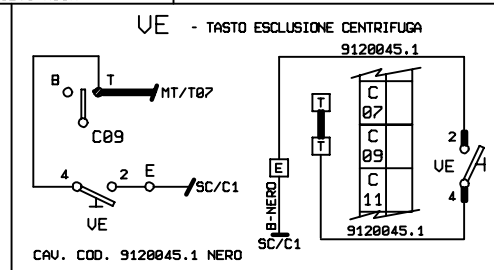 VE - TASTO ESCLUSIONE CENTRIFUGA
9120045.1
B T
MT/T07
C09
4 2 E
SC/C1
VE
CAV. COD. 9120045.1 NERO
T
T
E
B-NERO
SC/C1
C
07
C
09
C
11
2
VE
4
9120045.1